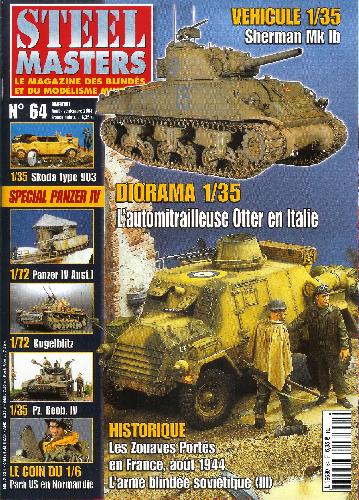 STEEL
MASTERS
LE MAGAZINE DES BLINDÉS
ET DU MODÉLISME
N° 64
VEHICULE 1/35
Sherman Mk Ib
1/35 Skoda type 903
SPECIAL PANZER IV
1/72 Panzer IV Ausf.J
1/72 Kugelblitz
1/35 Pz. Beob. IV
LE COIN DU 1/6
Para US en Normandie
DIORAMA 1/35
L'automitrailleuse Otter en Italie
HISTORIQUE
Les Zouaves Portés
en France, août 1944
L'arme blindée soviétique (III)